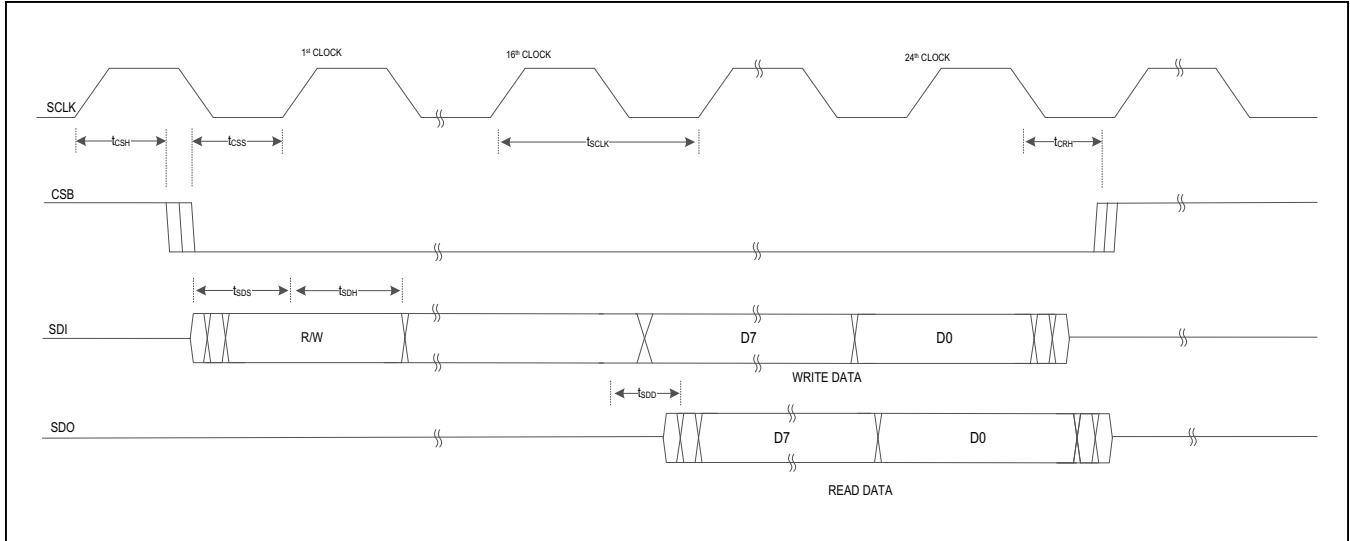 1st CLOCK
16th CLOCK
24th CLOCK
SCLK
tCSH
tCSS
tSCLK
tCRH
CSB
tSDS
tSDH
SDI
R/W
D7
D0
WRITE DATA
tSDD
SDO
D7
D0
READ DATA